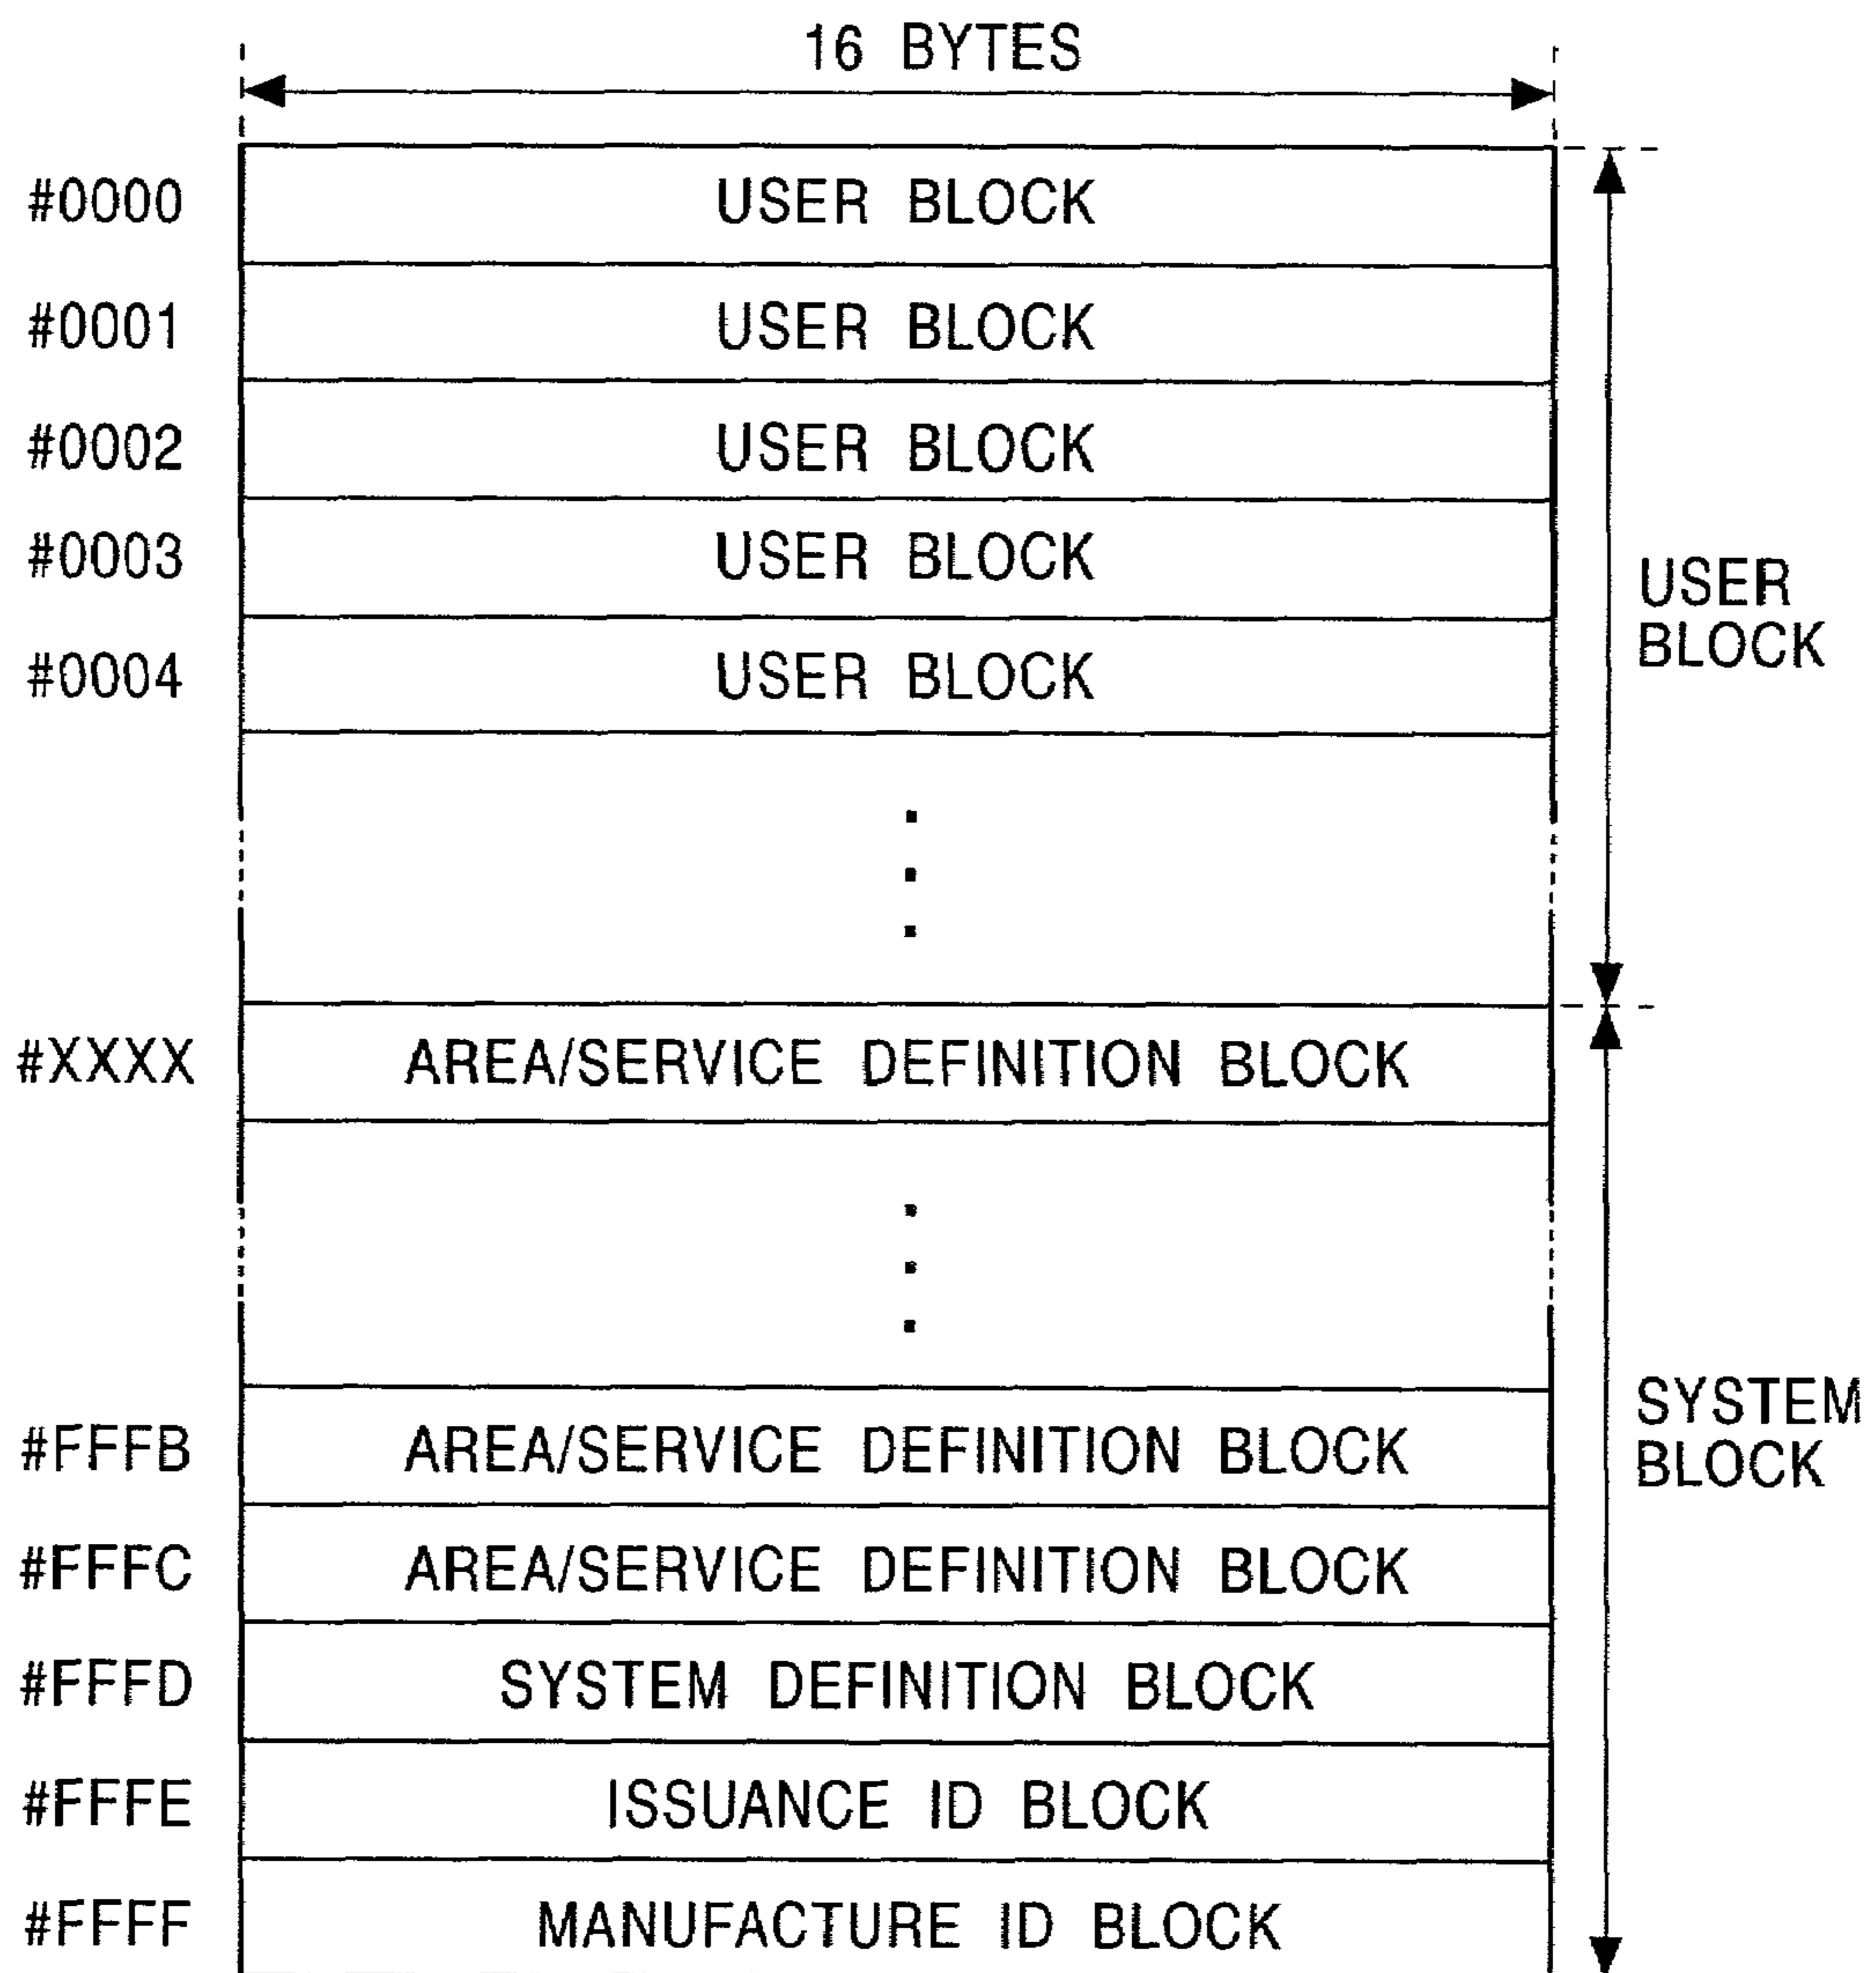 16 BYTES
#0000 USER BLOCK
#0001 USER BLOCK
#0002 USER BLOCK
#0003 USER BLOCK
USER
BLOCK
#0004 USER BLOCK
#XXXX AREA/SERVICE DEFINITION BLOCK
#FFFB AREA/SERVICE DEFINITION BLOCK
SYSTEM
BLOCK
#FFFC AREA/SERVICE DEFINITION BLOCK
#FFFD SYSTEM DEFINITION BLOCK
#FFFE ISSUANCE ID BLOCK
#FFFF MANUFACTURE ID BLOCK